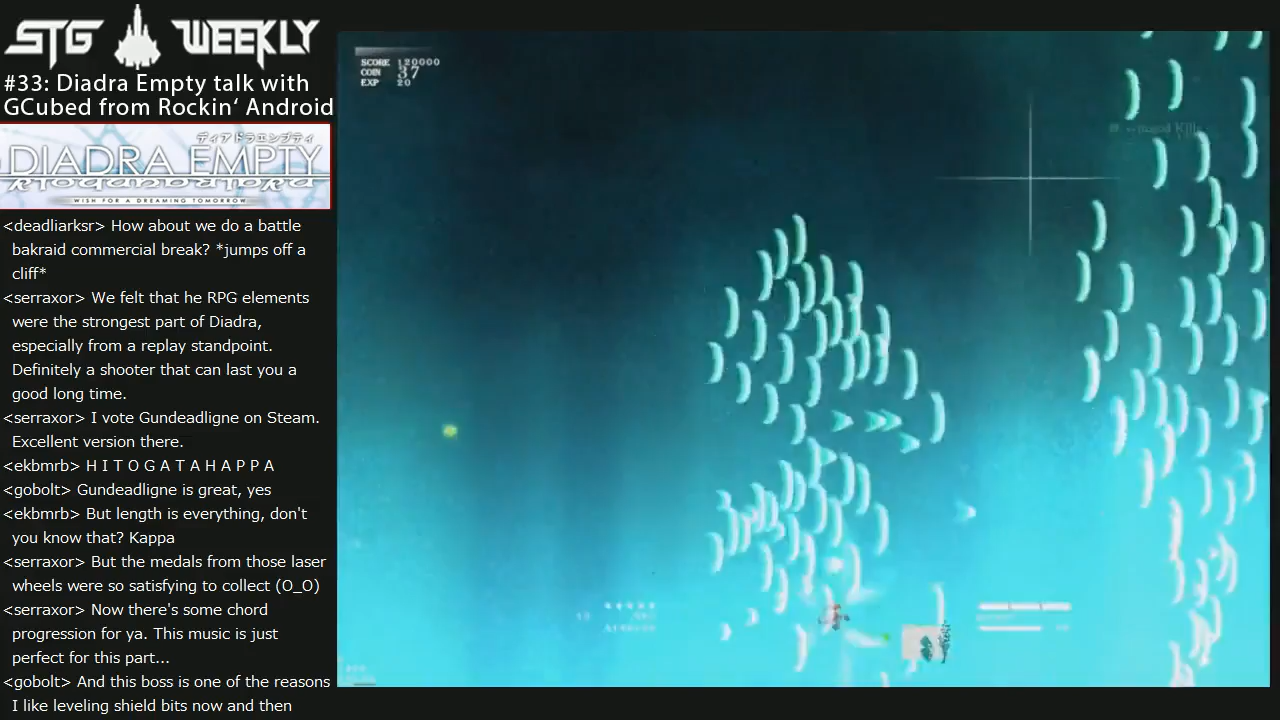 STG WEEKLY
#33: Diadra Empty talk with
GCubed from Rockin‘ Android
ディアドラエンプティ
DIADRA EMPTY
WISH FOR A DREAMING TOMORROW
<deadliarksr> How about we do a battle
bakraid commercial break? *jumps off a
cliff*
<serraxor> We felt that he RPG elements
were the strongest part of Diadra,
especially from a replay standpoint.
Definitely a shooter that can last you a
good long time.
<serraxor> I vote Gundeadligne on Steam.
Excellent version there.
<ekbmrb> H I T O G A T A H A P P A
<gobolt> Gundeadligne is great, yes
<ekbmrb> But length is everything, don't
you know that? Kappa
<serraxor> But the medals from those laser
wheels were so satisfying to collect (O_O)
<serraxor> Now there's some chord
progression for ya. This music is just
perfect for this part...
<gobolt> And this boss is one of the reasons
I like leveling shield bits now and then
SCORE 120000
COIN 37
EXP 20